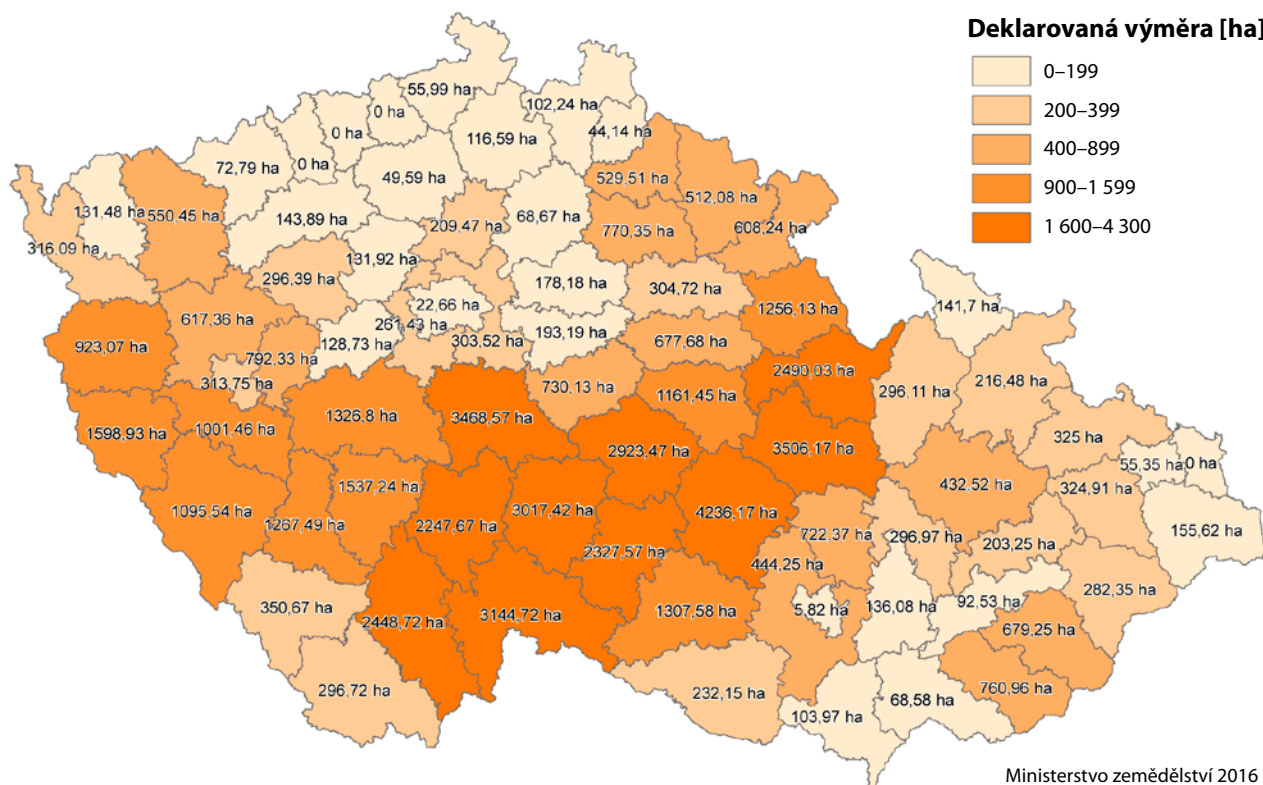 Deklarovaná výměra [ha]
0–199
200–399
400–899
900–1 599
1 600–4 300
55,99 ha
0 ha
102,24 ha
0 ha
116,59 ha
44,14 ha
72,79 ha
0 ha
49,59 ha
529,51 ha
512,08 ha
131,48 ha
550,45 ha
143,89 ha
209,47 ha
68,67 ha
770,35 ha
608,24 ha
316,09 ha
131,92 ha
296,39 ha
178,18 ha
304,72 ha
141,7 ha
22,66 ha
1256,13 ha
617,36 ha
261,43 ha
193,19 ha
923,07 ha
128,73 ha
303,52 ha
677,68 ha
792,33 ha
2490,03 ha
313,75 ha
730,13 ha
1161,45 ha
296,11 ha
216,48 ha
1326,8 ha
3468,57 ha
1598,93 ha
1001,46 ha
2923,47 ha
3506,17 ha
325 ha
55,35 ha
0 ha
1537,24 ha
432,52 ha
324,91 ha
1095,54 ha
3017,42 ha
4236,17 ha
1267,49 ha
2247,67 ha
722,37 ha
296,97 ha
155,62 ha
203,25 ha
2327,57 ha
444,25 ha
282,35 ha
350,67 ha
92,53 ha
5,82 ha
136,08 ha
2448,72 ha
3144,72 ha
1307,58 ha
679,25 ha
296,72 ha
232,15 ha
68,58 ha
760,96 ha
103,97 ha
Ministerstvo zemědělství 2016